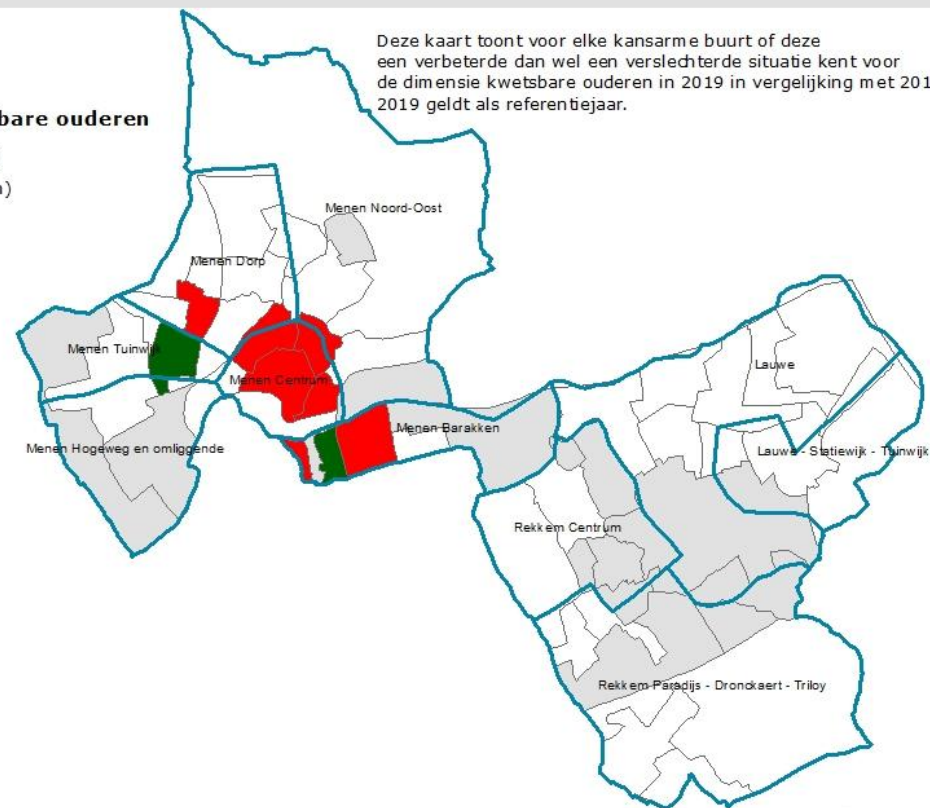 Deze kaart toont voor elke kansarme buurt of deze
een verbeterde dan wel een verslechterde situatie kent voor
de dimensie kwetsbare ouderen in 2019 in vergelijking met 201
2019 geldt als referentiejaar.
bare ouderen
)
Menen Noord-Oost
Menen Dorp
Menen Tuinwijk
Menen Centrum
Lauwe
Menen Barakken
Menen Hogeweg en omliggende
Lauwe - Statiewijk - Tuinwijk
Rekkem Centrum
Rekkem Paradijs - Dronckaert - Triloy